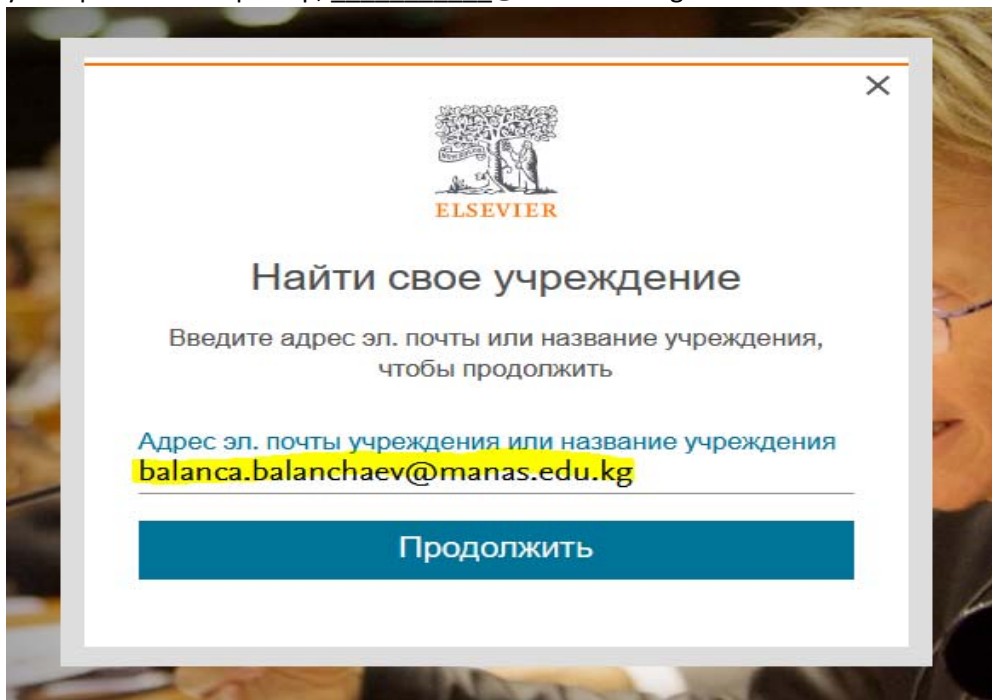 ELSEVIER
Найти свое учреждение
Введите адрес эл. почты или название учреждения,
чтобы продолжить
Адрес эл. почты учреждения или название учреждения
balanca.balanchaev@manas.edu.kg
Продолжить